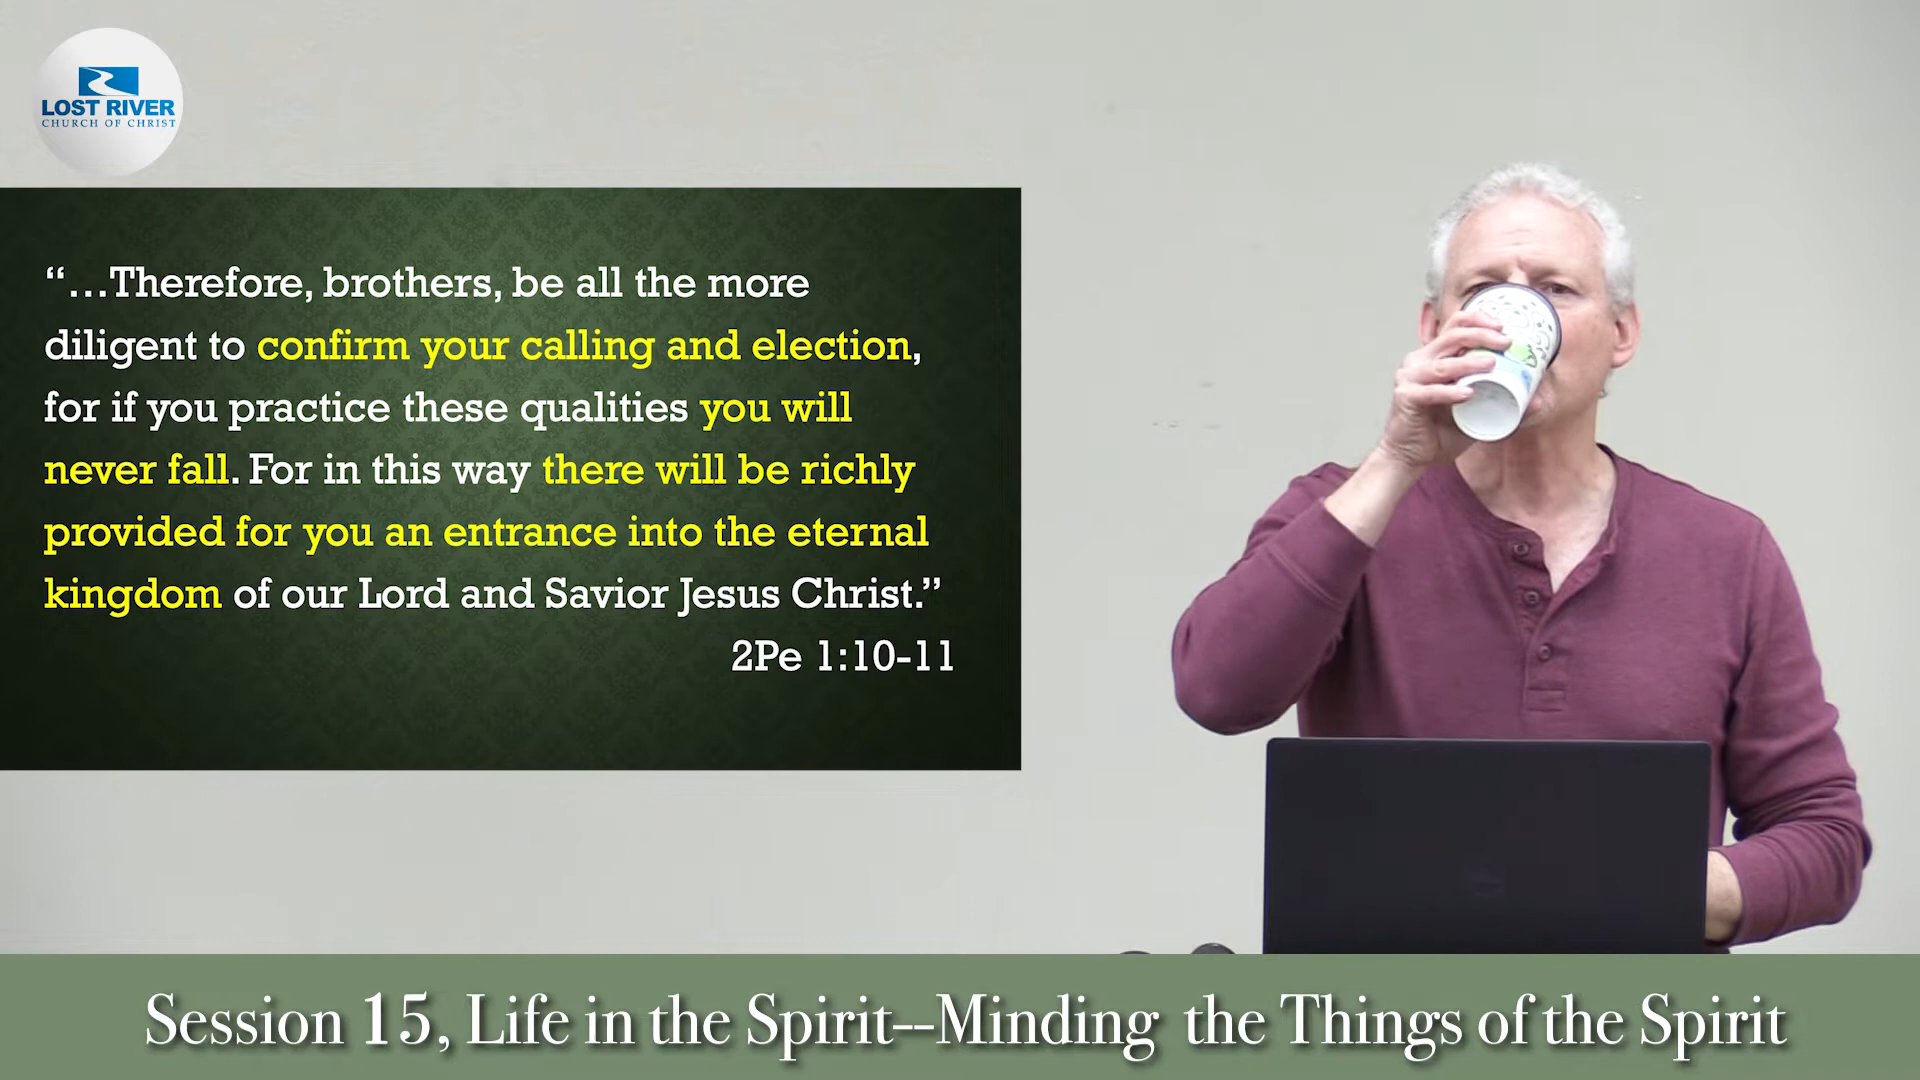 LOST RIVER
CHURCH OF CHRIST
“…Therefore, brothers, be all the more
diligent to confirm your calling and election,
for if you practice these qualities you will
never fall. For in this way there will be richly
provided for you an entrance into the eternal
kingdom of our Lord and Savior Jesus Christ.”
2Pe 1:10-11
Session 15, Life in the Spirit--Minding the Things of the Spirit